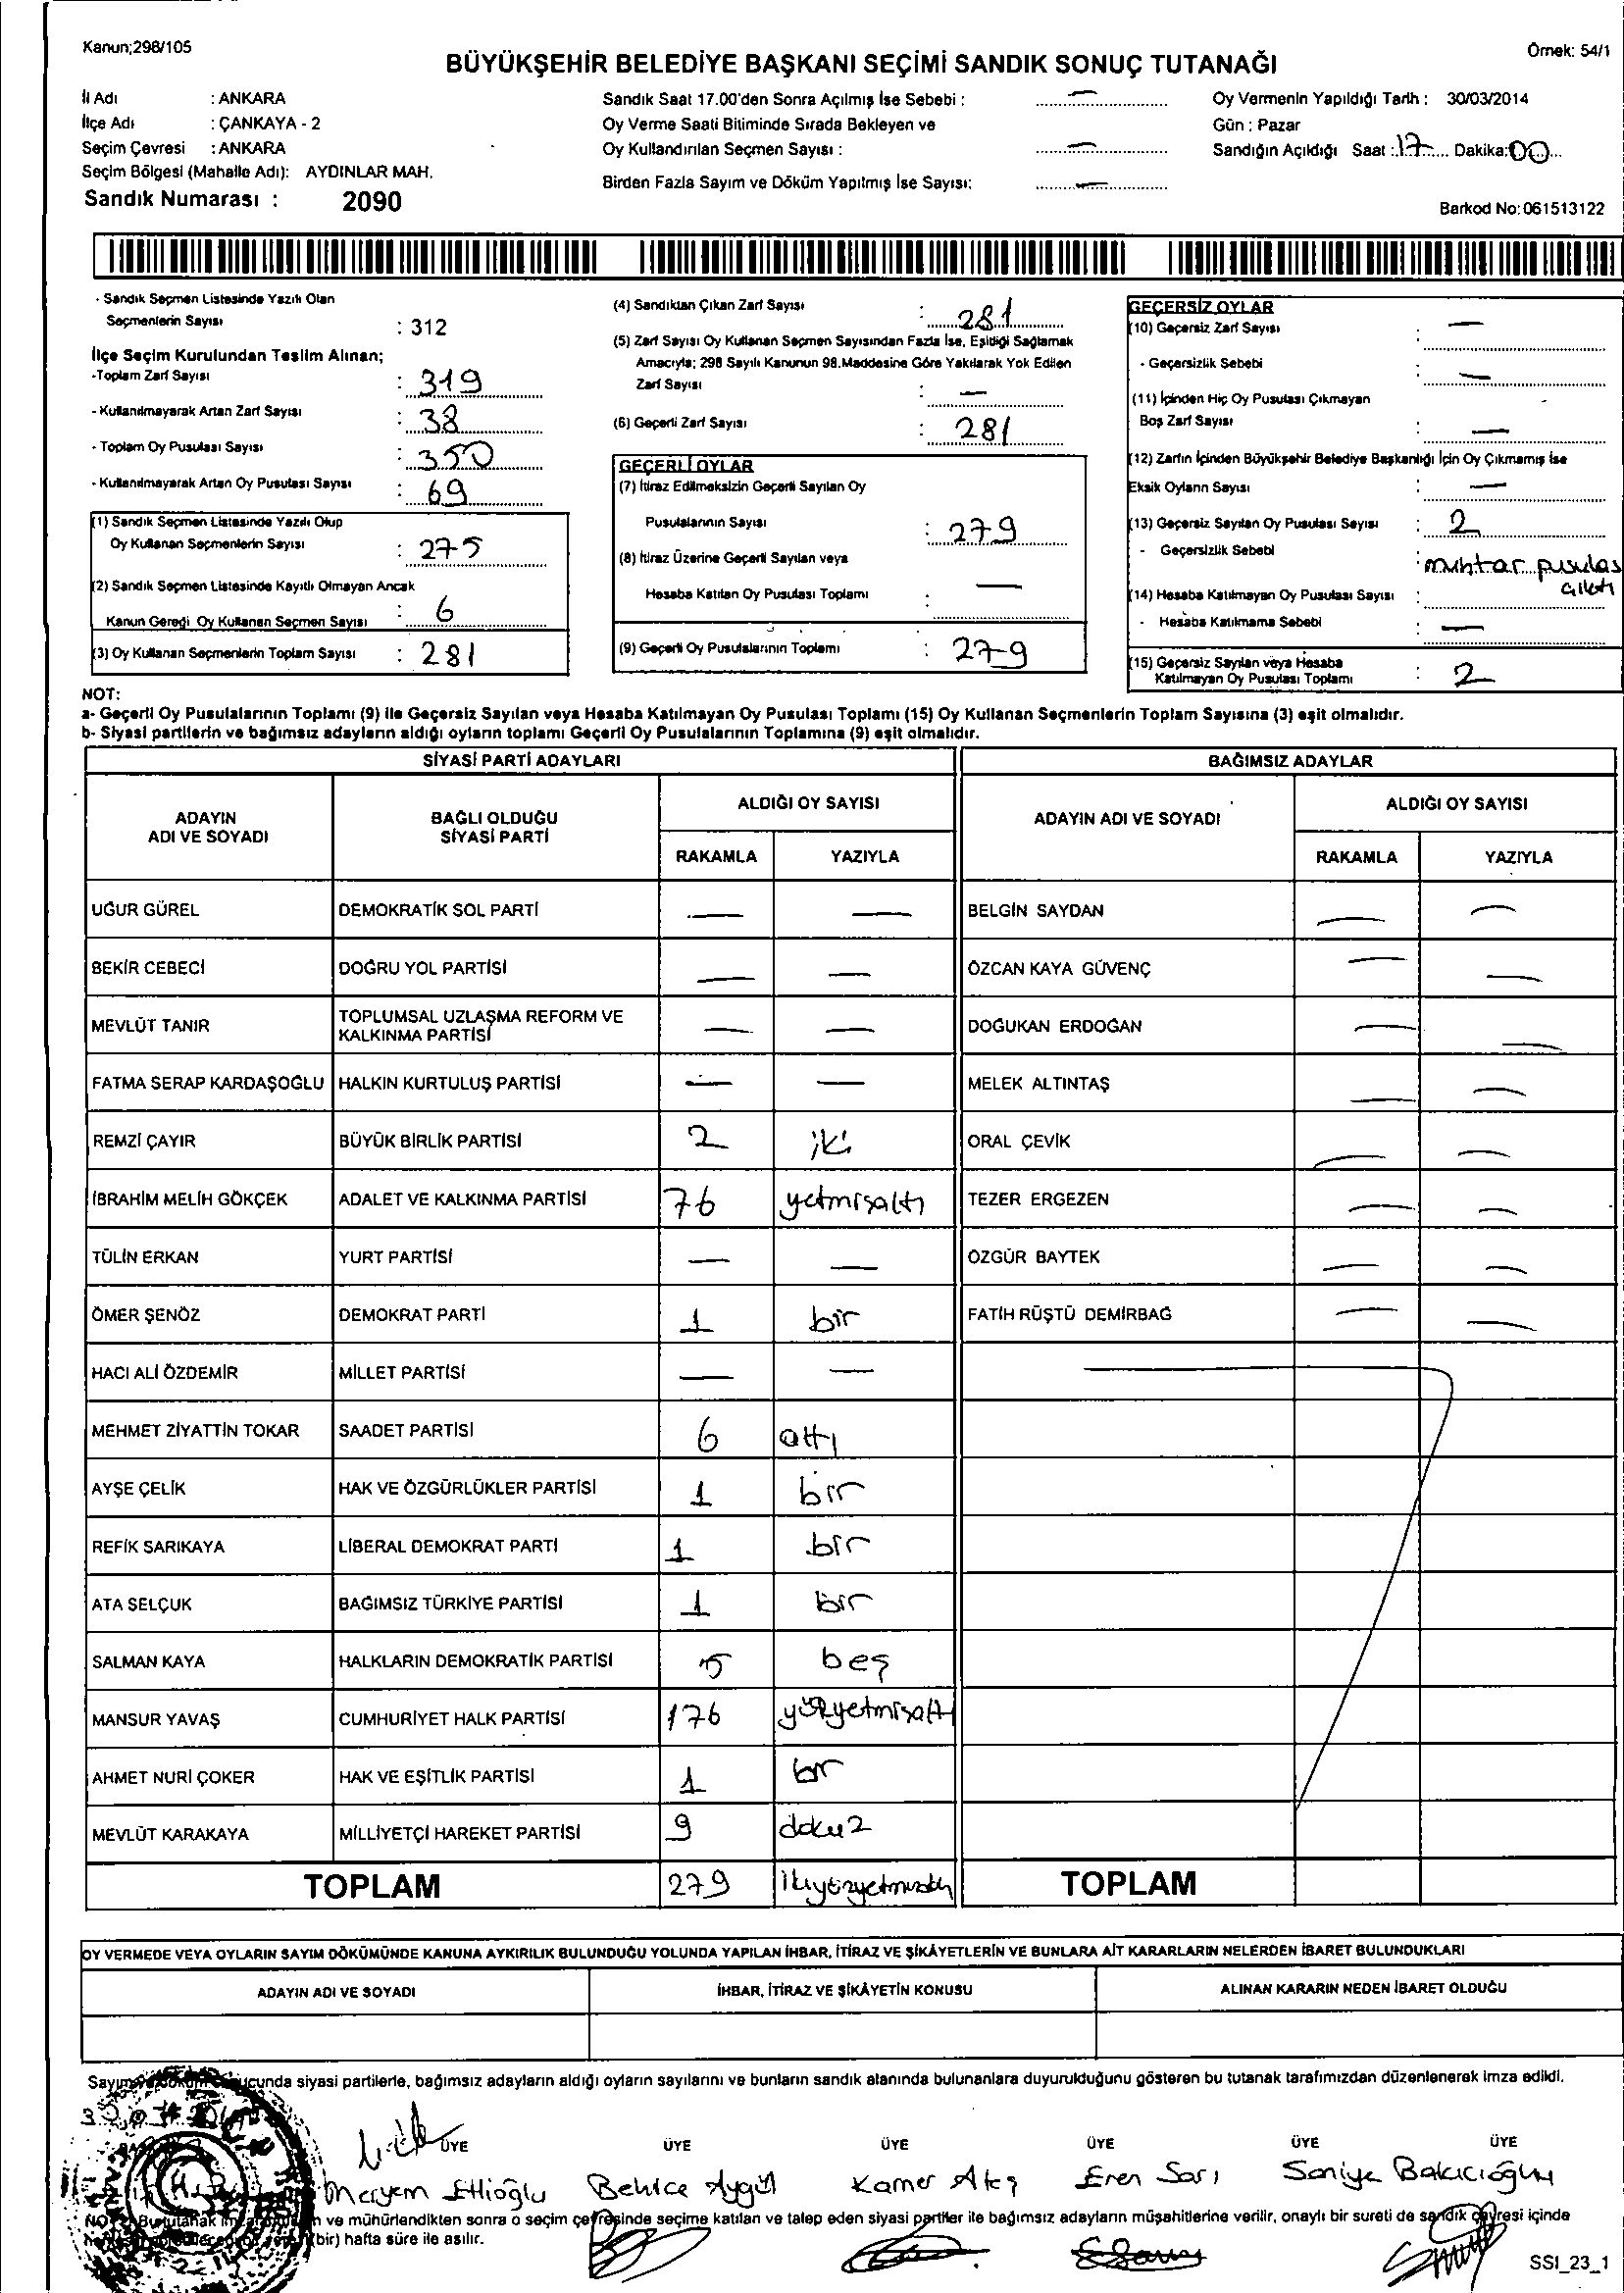 Kanun;298/105
Örnek: 54/1
BÜYÜKŞEHİR BELEDİYE BAŞKANI SEÇİMİ SANDIK SONUÇ TUTANAĞI
İl Adı : ANKARA
İlçe Adı : ÇANKAYA - 2
Seçim Çevresi : ANKARA
Seçim Bölgesi (Mahalle Adı): AYDINLAR MAH.
Sandık Numarası : 2090
Sandık Saat 17.00'den Sonra Açılmış İse Sebebi : —
Oy Verme Saati Bitiminde Sırada Bekleyen ve
Oy Kullandırılan Seçmen Sayısı : —
Birden Fazla Sayım ve Döküm Yapılmış İse Sayısı: —
Oy Vermenin Yapıldığı Tarih : 30/03/2014
Gün : Pazar
Sandığın Açıldığı Saat : 17 Dakika: 00
Barkod No: 061513122
- Sandık Seçmen Listesinde Yazılı Olan
Seçmenlerin Sayısı : 312
İlçe Seçim Kurulundan Teslim Alınan;
-Toplam Zarf Sayısı : 319
- Kullanılmayarak Artan Zarf Sayısı : 38
- Toplam Oy Pusulası Sayısı : 350
- Kullanılmayarak Artan Oy Pusulası Sayısı : 69
(1) Sandık Seçmen Listesinde Yazılı Olup
Oy Kullanan Seçmenlerin Sayısı : 275
(2) Sandık Seçmen Listesinde Kayıtlı Olmayan Ancak
Kanun Gereği Oy Kullanan Seçmen Sayısı : 6
(3) Oy Kullanan Seçmenlerin Toplam Sayısı : 281
(4) Sandıktan Çıkan Zarf Sayısı : 281
(5) Zarf Sayısı Oy Kullanan Seçmen Sayısından Fazla İse, Eşitliği Sağlamak
Amacıyla; 298 Sayılı Kanunun 98.Maddesine Göre Yakılarak Yok Edilen
Zarf Sayısı : —
(6) Geçerli Zarf Sayısı : 281
GEÇERLİ OYLAR
(7) İtiraz Edilmeksizin Geçerli Sayılan Oy
Pusulalarının Sayısı : 279
(8) İtiraz Üzerine Geçerli Sayılan veya
Hesaba Katılan Oy Pusulası Toplamı : —
(9) Geçerli Oy Pusulalarının Toplamı : 279
GEÇERSİZ OYLAR
(10) Geçersiz Zarf Sayısı : —
- Geçersizlik Sebebi : —
(11) İçinden Hiç Oy Pusulası Çıkmayan
Boş Zarf Sayısı : —
(12) Zarfın İçinden Büyükşehir Belediye Başkanlığı İçin Oy Çıkmamış İse
Eksik Oyların Sayısı : —
(13) Geçersiz Sayılan Oy Pusulası Sayısı : 2
- Geçersizlik Sebebi : muhtar pusulas
çıktı
(14) Hesaba Katılmayan Oy Pusulası Sayısı :
- Hesaba Katılmama Sebebi : —
(15) Geçersiz Sayılan veya Hesaba
Katılmayan Oy Pusulası Toplamı : 2
NOT:
a- Geçerli Oy Pusulalarının Toplamı (9) ile Geçersiz Sayılan veya Hesaba Katılmayan Oy Pusulası Toplamı (15) Oy Kullanan Seçmenlerin Toplam Sayısına (3) eşit olmalıdır.
b- Siyasi partilerin ve bağımsız adayların aldığı oyların toplamı Geçerli Oy Pusulalarının Toplamına (9) eşit olmalıdır.
SİYASİ PARTİ ADAYLARI BAĞIMSIZ ADAYLAR
ADAYIN
ADI VE SOYADI
BAĞLI OLDUĞU
SİYASİ PARTİ
ALDIĞI OY SAYISI
RAKAMLA YAZIYLA
ADAYIN ADI VE SOYADI
ALDIĞI OY SAYISI
RAKAMLA YAZIYLA
UĞUR GÜREL DEMOKRATİK SOL PARTİ — — BELGİN SAYDAN — —
BEKİR CEBECİ DOĞRU YOL PARTİSİ — — ÖZCAN KAYA GÜVENÇ — —
MEVLÜT TANIR TOPLUMSAL UZLAŞMA REFORM VE
KALKINMA PARTİSİ — — DOĞUKAN ERDOĞAN — —
FATMA SERAP KARDAŞOĞLU HALKIN KURTULUŞ PARTİSİ — — MELEK ALTINTAŞ — —
REMZİ ÇAYIR BÜYÜK BİRLİK PARTİSİ 2 iki ORAL ÇEVİK — —
İBRAHİM MELİH GÖKÇEK ADALET VE KALKINMA PARTİSİ 76 yetmişaltı TEZER ERGEZEN — —
TÜLİN ERKAN YURT PARTİSİ — — ÖZGÜR BAYTEK — —
ÖMER ŞENÖZ DEMOKRAT PARTİ 1 bir FATİH RÜŞTÜ DEMİRBAĞ — —
HACI ALİ ÖZDEMİR MİLLET PARTİSİ — —
MEHMET ZİYATTİN TOKAR SAADET PARTİSİ 6 altı
AYŞE ÇELİK HAK VE ÖZGÜRLÜKLER PARTİSİ 1 bir
REFİK SARIKAYA LİBERAL DEMOKRAT PARTİ 1 bir
ATA SELÇUK BAĞIMSIZ TÜRKİYE PARTİSİ 1 bir
SALMAN KAYA HALKLARIN DEMOKRATİK PARTİSİ 5 beş
MANSUR YAVAŞ CUMHURİYET HALK PARTİSİ 176 yüzyetmişaltı
AHMET NURİ ÇOKER HAK VE EŞİTLİK PARTİSİ 1 bir
MEVLÜT KARAKAYA MİLLİYETÇİ HAREKET PARTİSİ 9 dokuz
TOPLAM 279 TOPLAM
OY VERMEDE VEYA OYLARIN SAYIM DÖKÜMÜNDE KANUNA AYKIRILIK BULUNDUĞU YOLUNDA YAPILAN İHBAR, İTİRAZ VE ŞİKÂYETLERİN VE BUNLARA AİT KARARLARIN NELERDEN İBARET BULUNDUKLARI
ADAYIN ADI VE SOYADI İHBAR, İTİRAZ VE ŞİKÂYETİN KONUSU ALINAN KARARIN NEDEN İBARET OLDUĞU
Sayım siyasi partilerle, bağımsız adayların aldığı oyların sayılarını ve bunların sandık alanında bulunanlara duyurulduğunu gösteren bu tutanak tarafımızdan düzenlenerek imza edildi.
ÜYE ÜYE ÜYE ÜYE ÜYE ÜYE
Meryem Behice Aygül Kamer Ateş Eren Sarı Saniye Bakıcıoğlu
Bu tutanak ve mühürlendikten sonra o seçim çevresinde seçime katılan ve talep eden siyasi partiler ile bağımsız adayların müşahitlerine verilir, onaylı bir sureti de sandık çevresi içinde
(bir) hafta süre ile asılır.
SSI_23_1